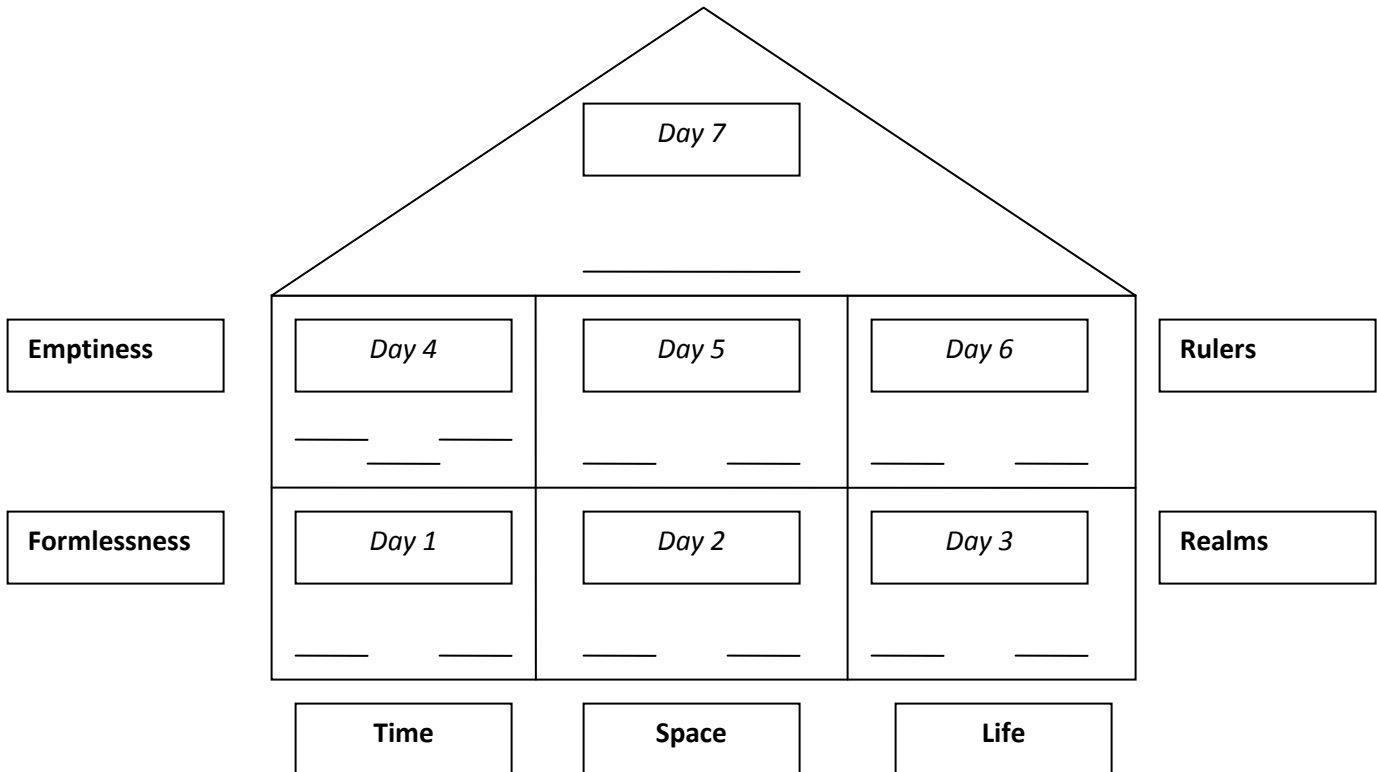 Day 7
Emptiness
Day 4
Day 5
Day 6
Rulers
Formlessness
Day 1
Day 2
Day 3
Realms
Time
Space
Life